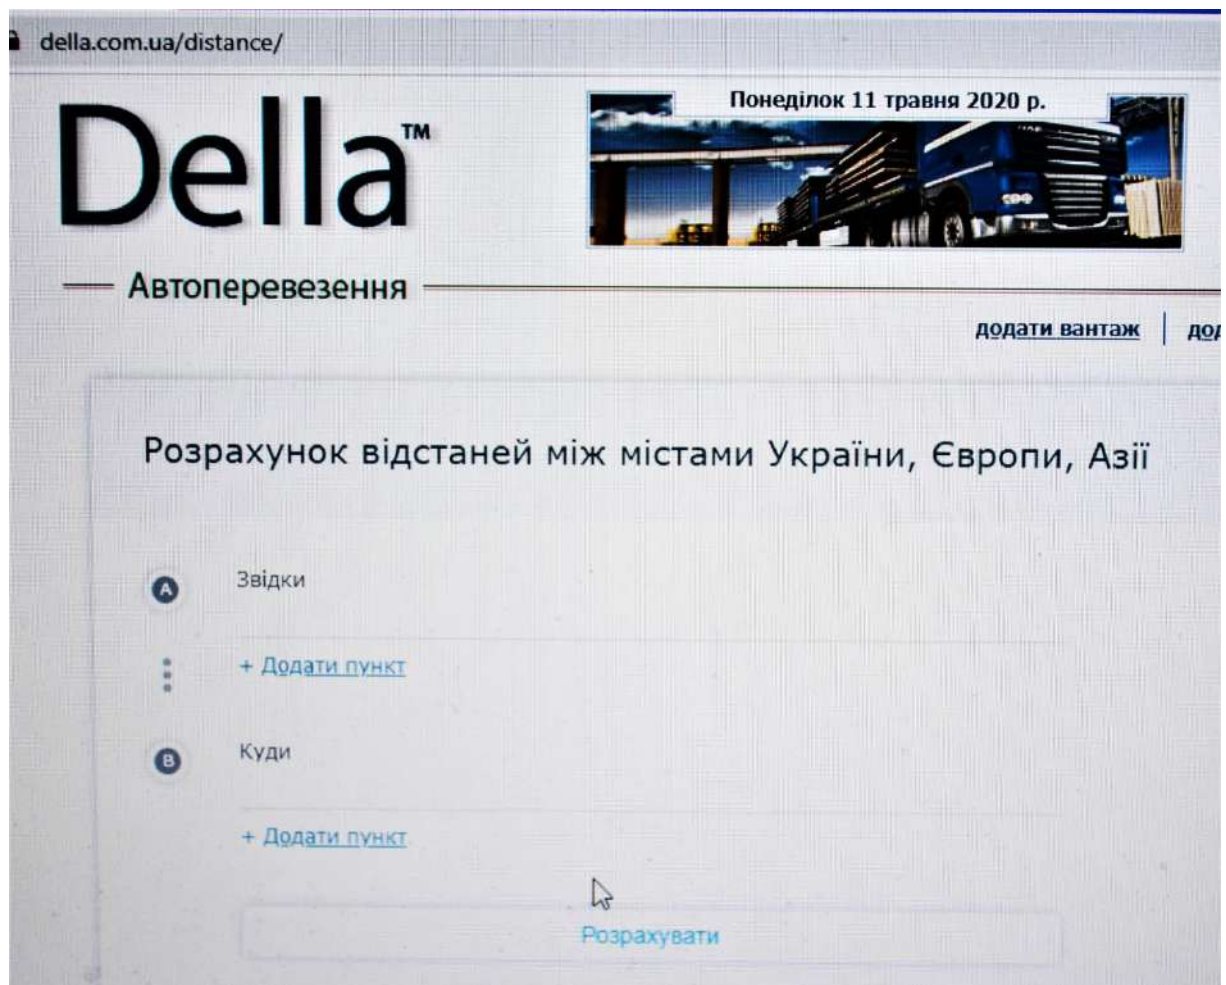 della.com.ua/distance/
Della™
Понеділок 11 травня 2020 р.
Автоперевезення
додати вантаж
Розрахунок відстаней між містами України, Європи, Азії
A
Звідки
+ Додати пункт
B
Куди
+ Додати пункт
Розрахувати